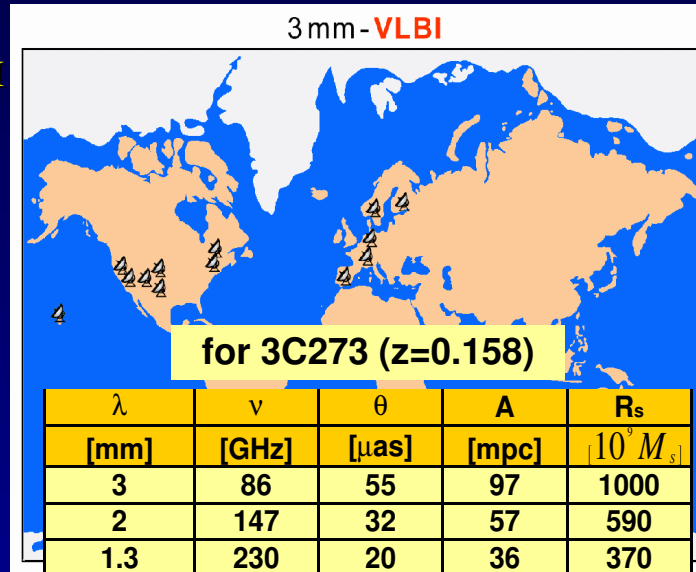 3mm-VLBI
for 3C273 (z=0.158)
λ ν θ A Rs
[mm] [GHz] [μas] [mpc] [10⁹ Ms]
3 86 55 97 1000
2 147 32 57 590
1.3 230 20 36 370